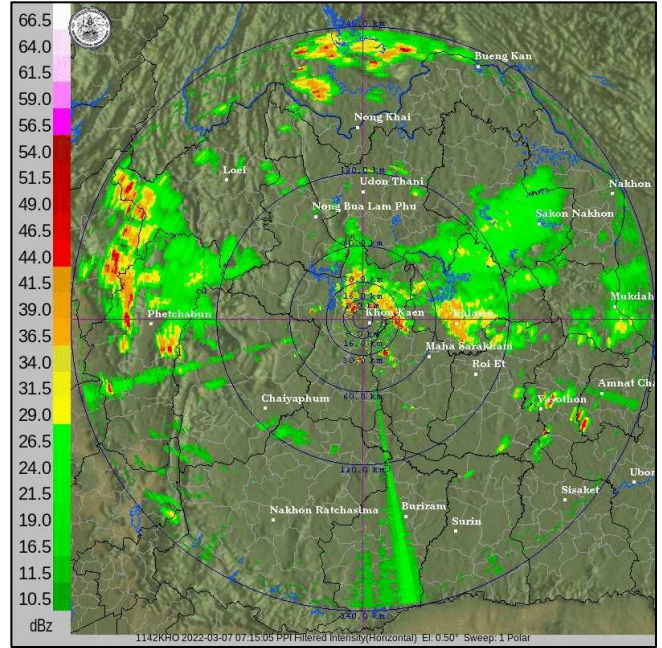 66.5
64.0
61.5
59.0
56.5
54.0
51.5
49.0
46.5
44.0
41.5
39.0
36.5
34.0
31.5
29.0
26.5
24.0
21.5
19.0
16.5
11.5
10.5
dBz
Bueng Kan
Nong Khai
Loei
120.0 km
Udon Thani
Nakhon
Nong Bua Lam Phu
Sakon Nakhon
Mukdah
Phetchabun
Khon Kaen
Maha Sarakham
Roi-Et
Amnat Cha
Yasothon
Chaiyaphum
60.0 km
120.0 km
Sisaket
Ubon
Nakhon Ratchasima
Buriram
Surin
1142KHO 2022-03-07 07:15:05 PPI Filtered Intensity(Horizontal) El: 0.50° Sweep: 1 Polar